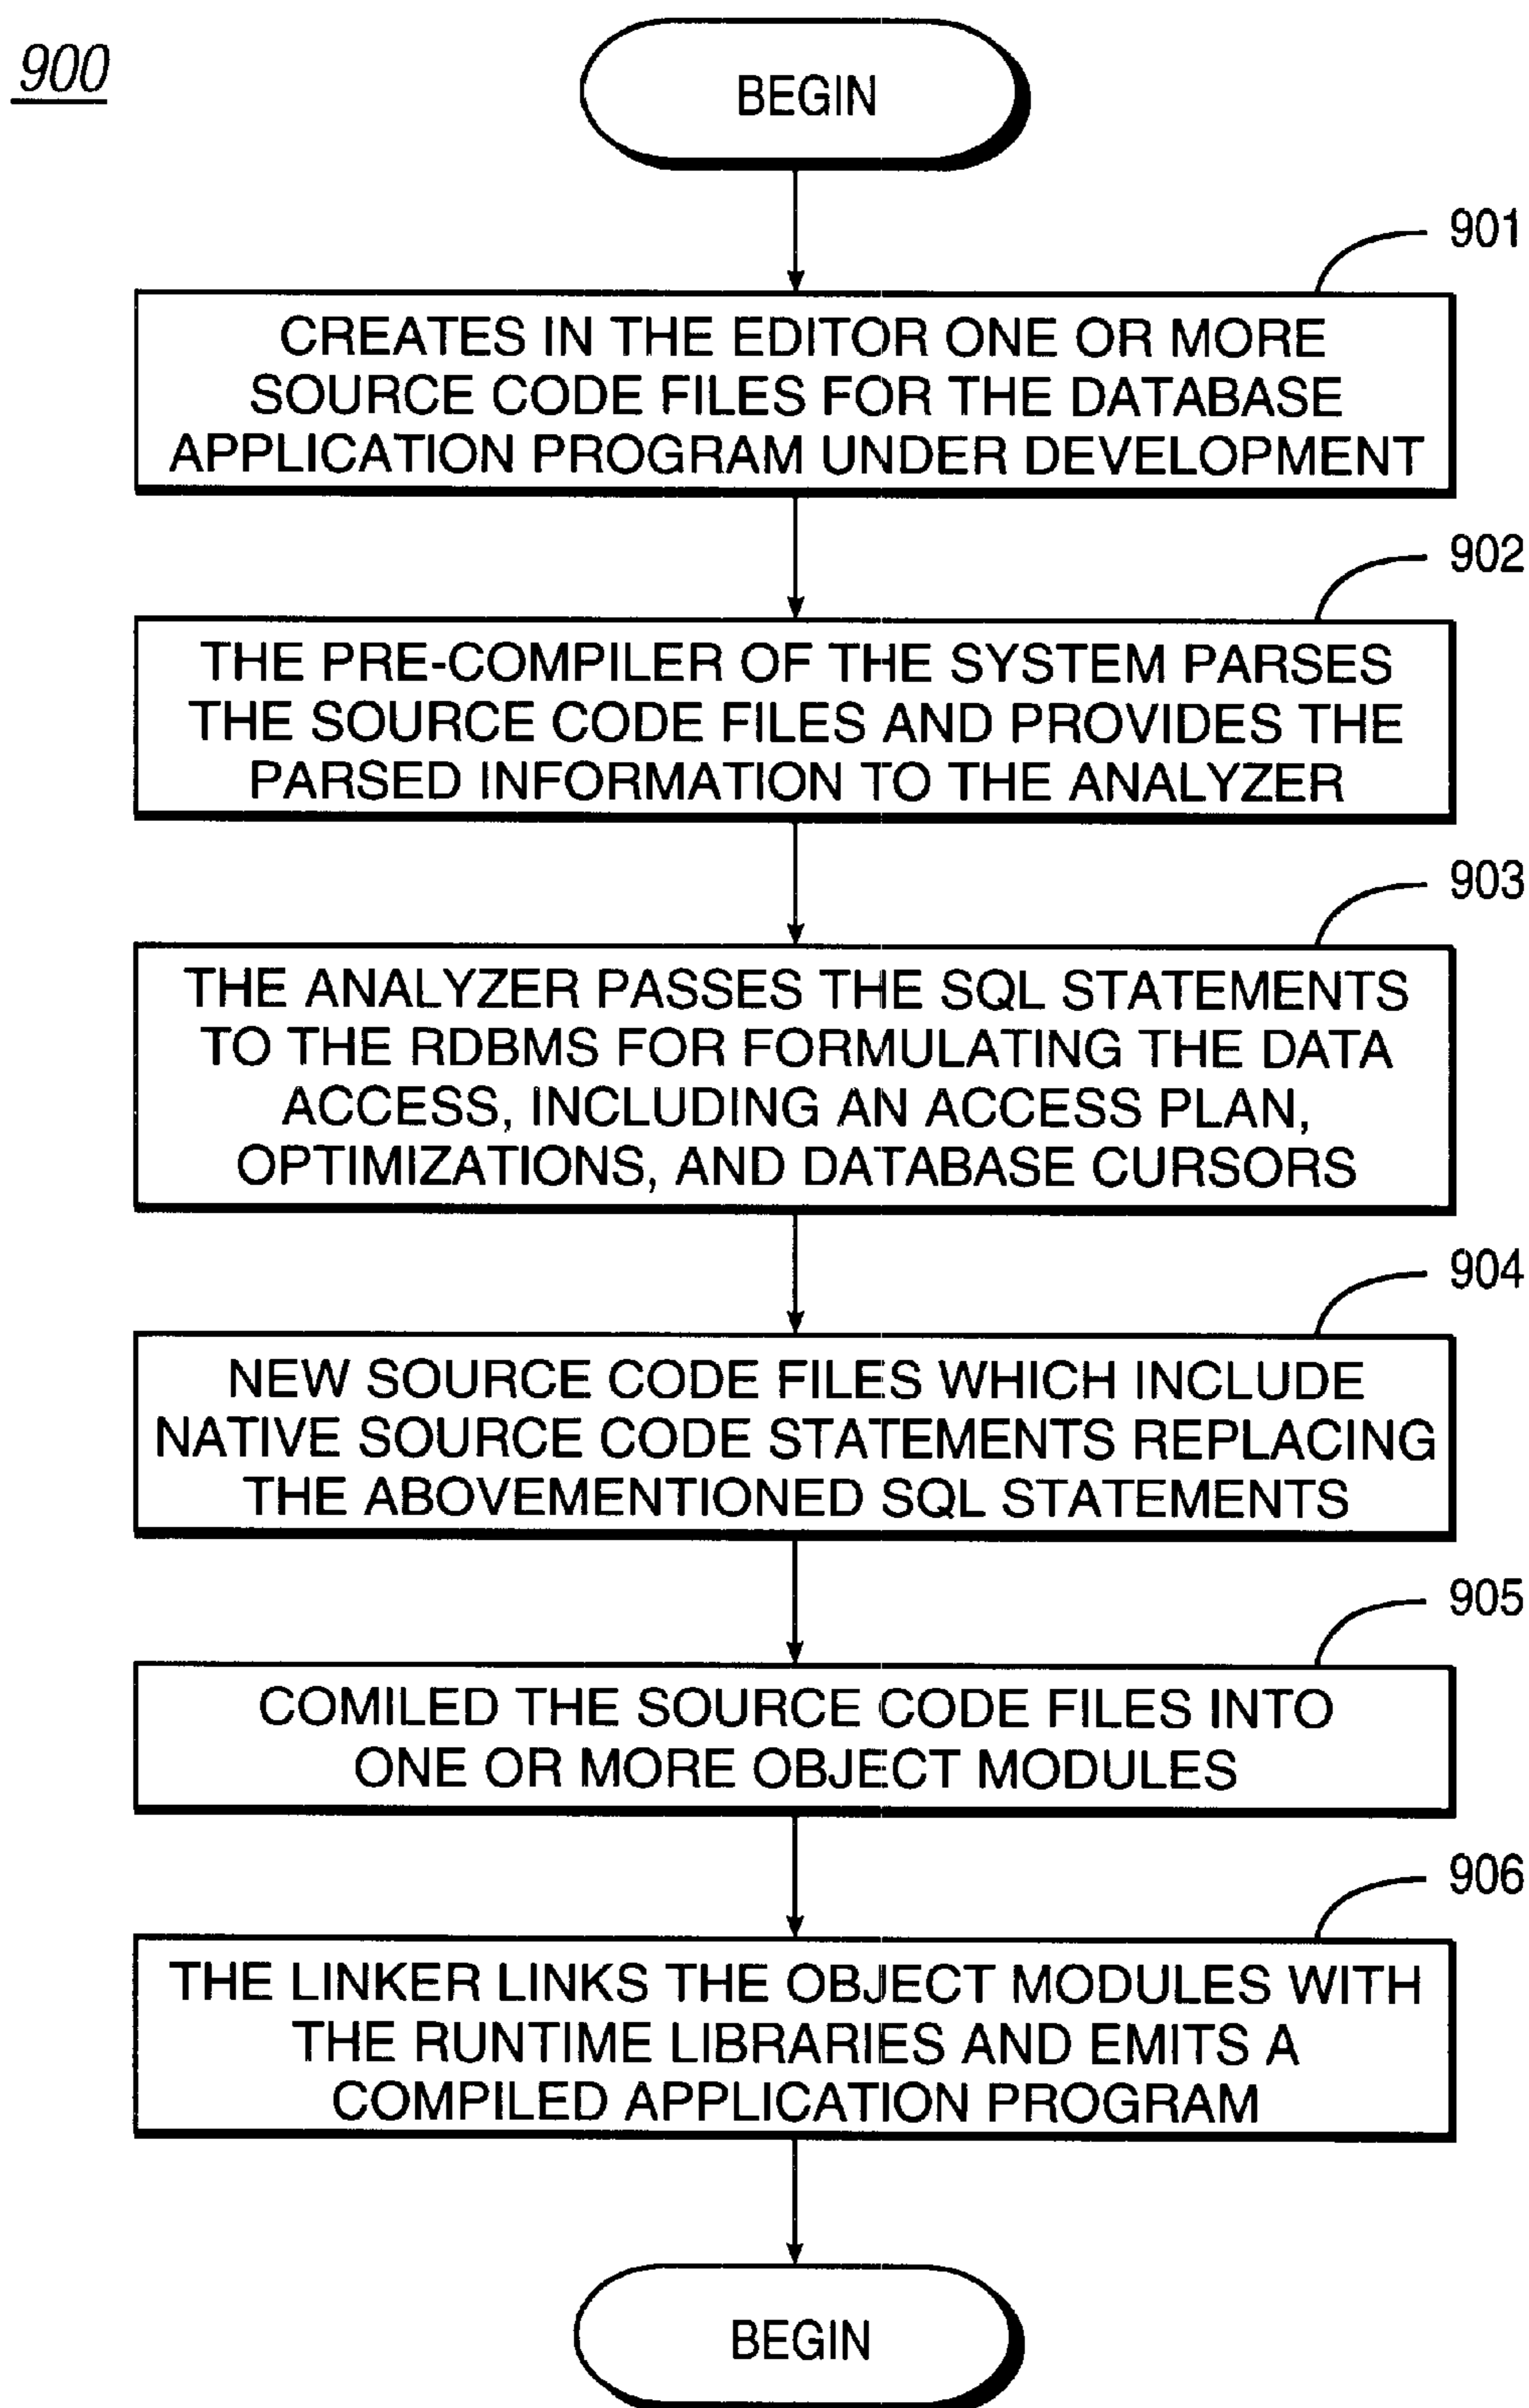 900
BEGIN
901
CREATES IN THE EDITOR ONE OR MORE
SOURCE CODE FILES FOR THE DATABASE
APPLICATION PROGRAM UNDER DEVELOPMENT
902
THE PRE-COMPILER OF THE SYSTEM PARSES
THE SOURCE CODE FILES AND PROVIDES THE
PARSED INFORMATION TO THE ANALYZER
903
THE ANALYZER PASSES THE SQL STATEMENTS
TO THE RDBMS FOR FORMULATING THE DATA
ACCESS, INCLUDING AN ACCESS PLAN,
OPTIMIZATIONS, AND DATABASE CURSORS
904
NEW SOURCE CODE FILES WHICH INCLUDE
NATIVE SOURCE CODE STATEMENTS REPLACING
THE ABOVEMENTIONED SQL STATEMENTS
905
COMILED THE SOURCE CODE FILES INTO
ONE OR MORE OBJECT MODULES
906
THE LINKER LINKS THE OBJECT MODULES WITH
THE RUNTIME LIBRARIES AND EMITS A
COMPILED APPLICATION PROGRAM
BEGIN